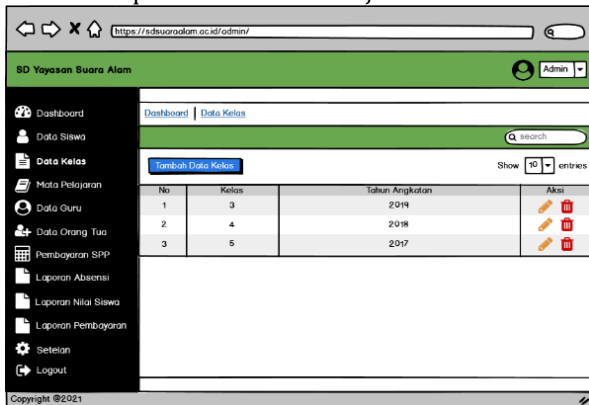 https://sdsuaraalam.ac.id/admin/
SD Yayasan Suara Alam
Admin
Dashboard
Data Siswa
Data Kelas
Mata Pelajaran
Data Guru
Data Orang Tua
Pembayaran SPP
Laporan Absensi
Laporan Nilai Siswa
Laporan Pembayaran
Setelan
Logout
Dashboard Data Kelas
search
Tambah Data Kelas
Show 10 entries
No Kelas Tahun Angkatan Aksi
1 3 2019
2 4 2018
3 5 2017
Copyright @2021